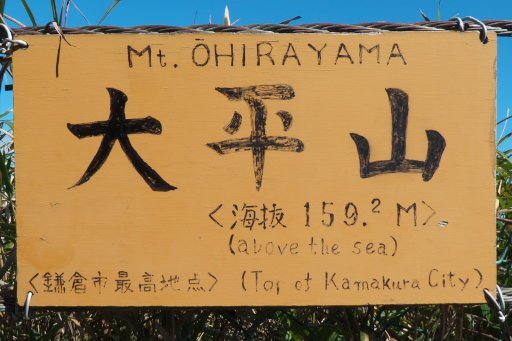 Mt. ŌHIRAYAMA
大平山
<海抜 159.2 M>
(above the sea)
<鎌倉市最高地点> (Top of Kamakura City)